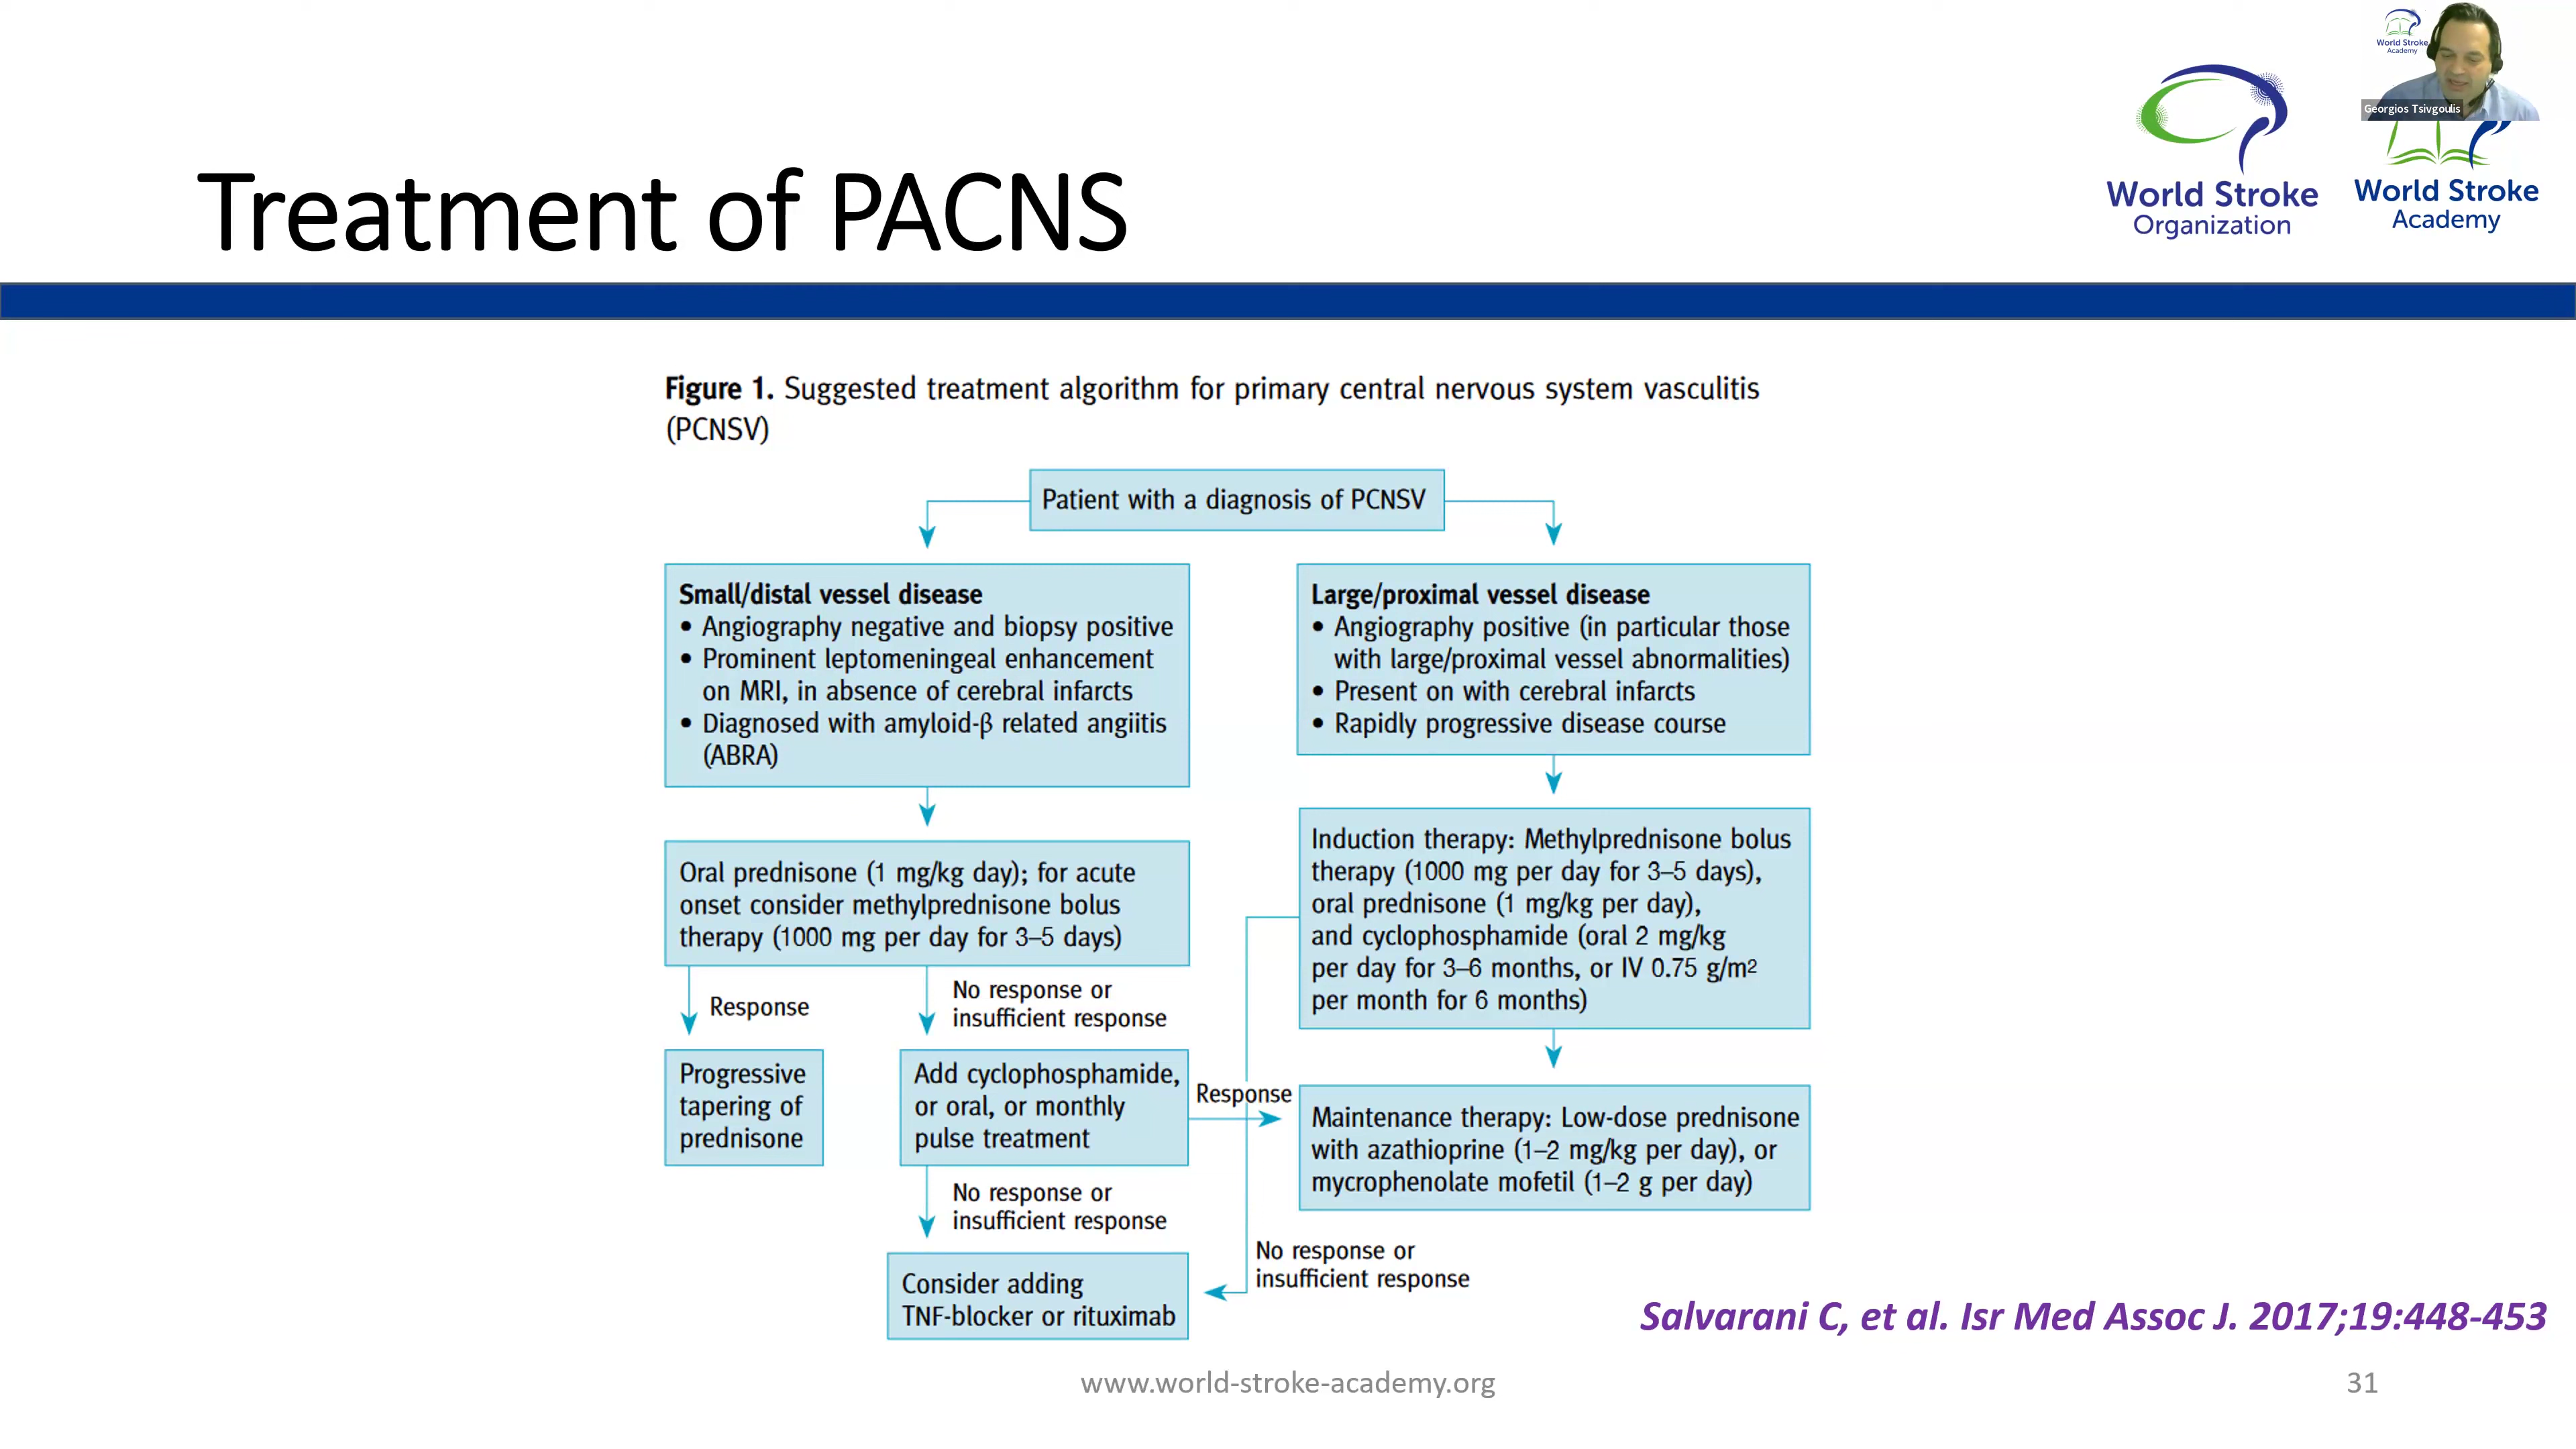 World Stroke
Academy
Georgios Tsivgoulis
World Stroke
Organization
World Stroke
Academy
Treatment of PACNS
Figure 1. Suggested treatment algorithm for primary central nervous system vasculitis
(PCNSV)
Patient with a diagnosis of PCNSV
Small/distal vessel disease
• Angiography negative and biopsy positive
• Prominent leptomeningeal enhancement
on MRI, in absence of cerebral infarcts
• Diagnosed with amyloid-β related angiitis
(ABRA)
Large/proximal vessel disease
• Angiography positive (in particular those
with large/proximal vessel abnormalities)
• Present on with cerebral infarcts
• Rapidly progressive disease course
Oral prednisone (1 mg/kg day); for acute
onset consider methylprednisone bolus
therapy (1000 mg per day for 3–5 days)
Induction therapy: Methylprednisone bolus
therapy (1000 mg per day for 3–5 days),
oral prednisone (1 mg/kg per day),
and cyclophosphamide (oral 2 mg/kg
per day for 3–6 months, or IV 0.75 g/m2
per month for 6 months)
Response
No response or
insufficient response
Progressive
tapering of
prednisone
Add cyclophosphamide,
or oral, or monthly
pulse treatment
Response
Maintenance therapy: Low-dose prednisone
with azathioprine (1–2 mg/kg per day), or
mycrophenolate mofetil (1–2 g per day)
No response or
insufficient response
No response or
insufficient response
Consider adding
TNF-blocker or rituximab
Salvarani C, et al. Isr Med Assoc J. 2017;19:448-453
www.world-stroke-academy.org
31